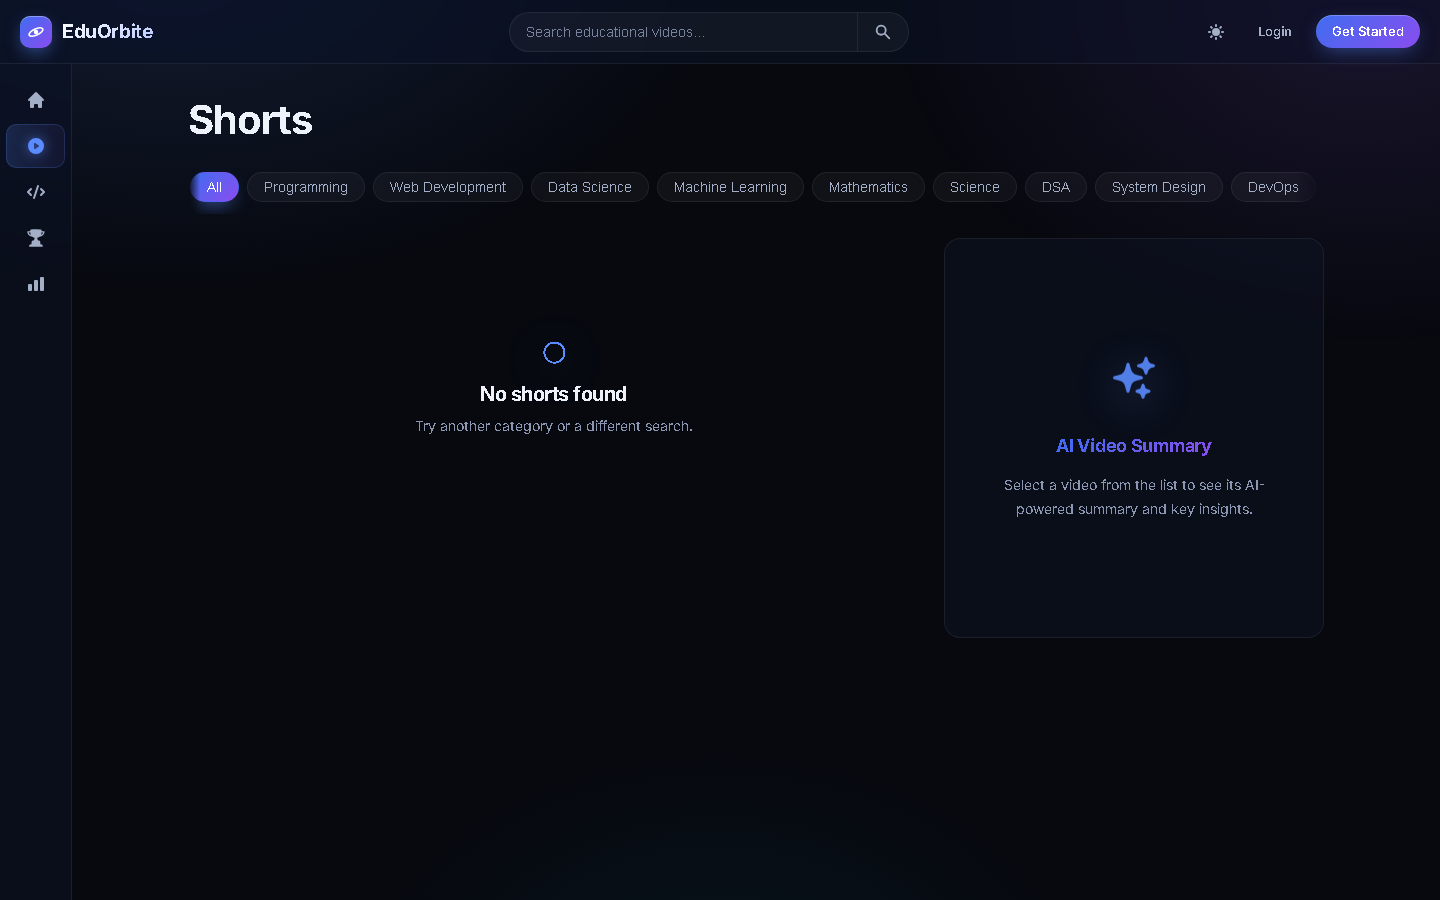 EduOrbite
Search educational videos...
Login
Get Started
Shorts
All
Programming
Web Development
Data Science
Machine Learning
Mathematics
Science
DSA
System Design
DevOps
No shorts found
Try another category or a different search.
AI Video Summary
Select a video from the list to see its AI-
powered summary and key insights.